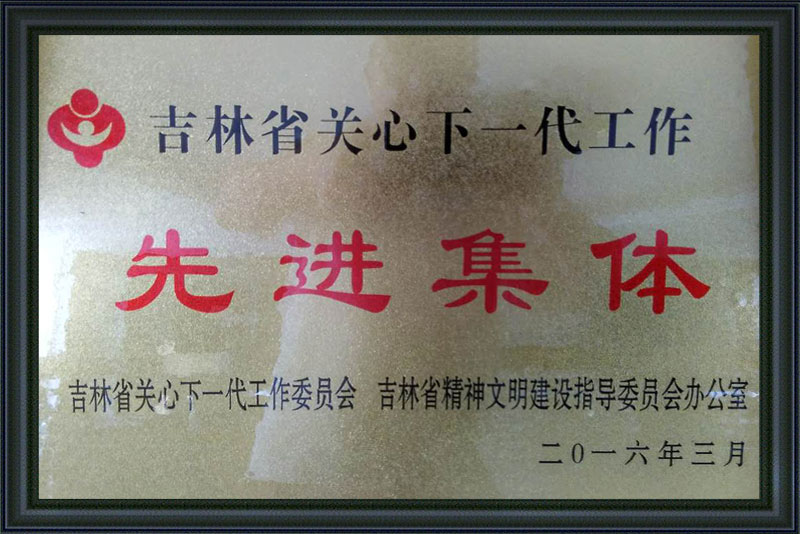 吉林省关心下一代工作
先进集体
吉林省关心下一代工作委员会 吉林省精神文明建设指导委员会办公室
二0一六年三月